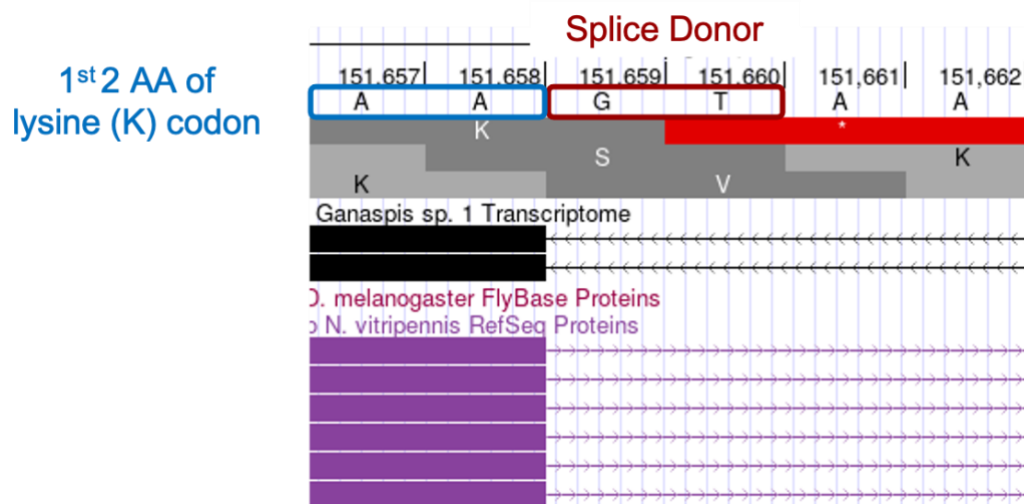 Splice Donor
1st 2 AA of
lysine (K) codon
151,657| 151,658| 151,659| 151,660| 151,661| 151,662
A A G T A A
K *
S K
K V
Ganaspis sp. 1 Transcriptome
D. melanogaster FlyBase Proteins
N. vitripennis RefSeq Proteins